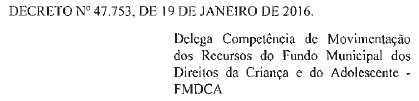 DECRETO Nº 47.753, DE 19 DE JANEIRO DE 2016.
Delega Competência de Movimentação
dos Recursos do Fundo Municipal dos
Direitos da Criança e do Adolescente -
FMDCA